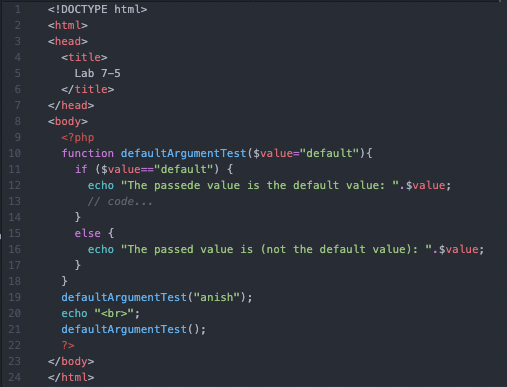 1 <!DOCTYPE html>
2 <html>
3 <head>
4   <title>
5     Lab 7-5
6   </title>
7 </head>
8 <body>
9   <?php
10   function defaultArgumentTest($value="default"){
11     if ($value=="default") {
12       echo "The passede value is the default value: ".$value;
13       // code...
14     }
15     else {
16       echo "The passed value is (not the default value): ".$value;
17     }
18   }
19   defaultArgumentTest("anish");
20   echo "<br>";
21   defaultArgumentTest();
22   ?>
23 </body>
24 </html>